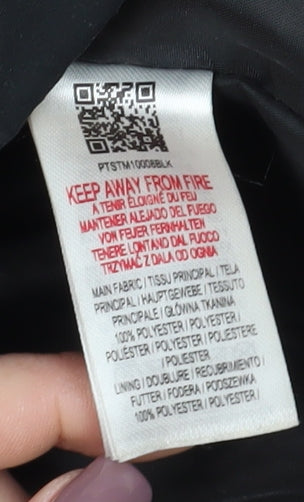 PTSTM10008BLK
KEEP AWAY FROM FIRE
A TENIR ÉLOIGNÉ DU FEU
MANTENER ALEJADO DEL FUEGO
VON FEUER FERNHALTEN
TENERE LONTANO DAL FUOCO
TRZYMAĆ Z DALA OD OGNIA
MAIN FABRIC / TISSU PRINCIPAL / TELA
PRINCIPAL / HAUPTGEWEBE / TESSUTO
PRINCIPALE / GŁÓWNA TKANINA
100% POLYESTER / POLYESTER /
POLIÉSTER / POLYESTER / POLIESTERE
/ POLIESTER
LINING / DOUBLURE / RECUBRIMIENTO /
FUTTER / FODERA / PODSZEWKA
100% POLYESTER / POLYESTER /